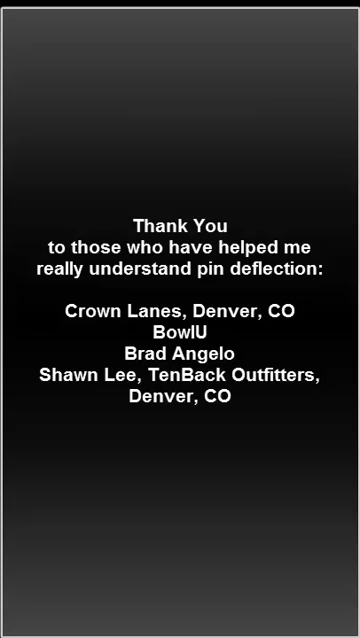 Thank You
to those who have helped me
really understand pin deflection:
Crown Lanes, Denver, CO
BowlU
Brad Angelo
Shawn Lee, TenBack Outfitters,
Denver, CO